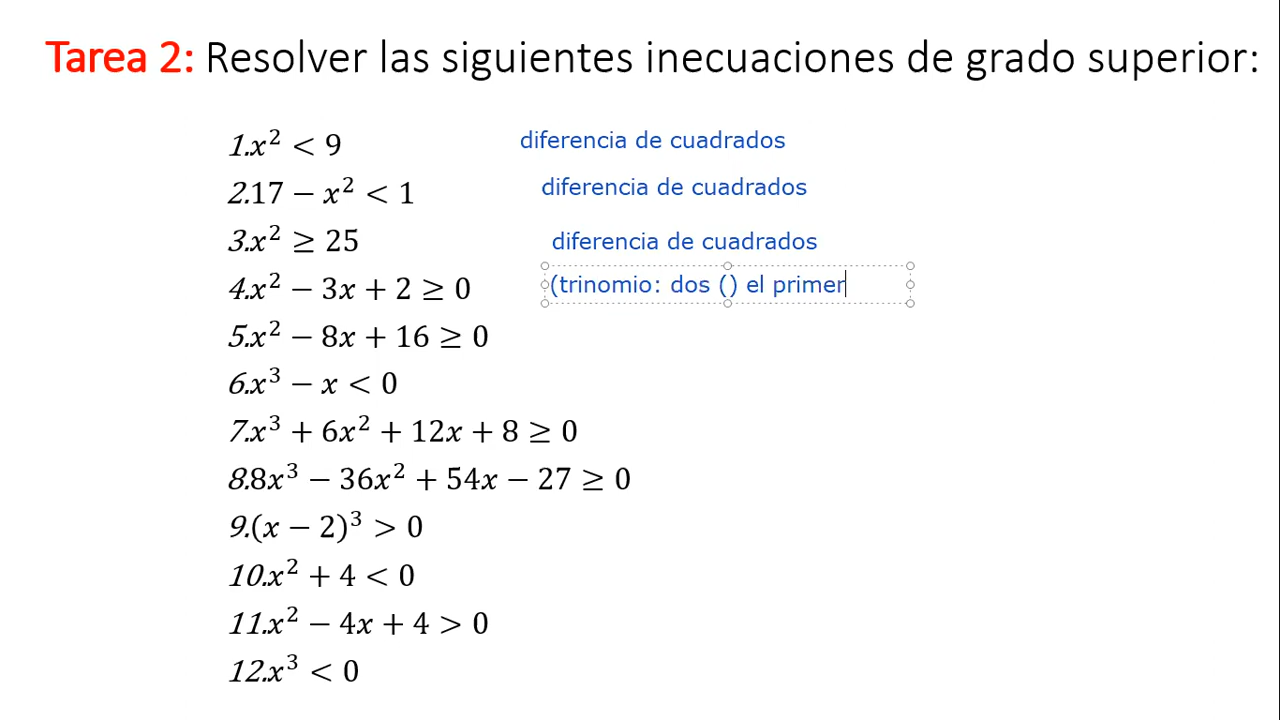 Tarea 2: Resolver las siguientes inecuaciones de grado superior:
1.x² < 9 diferencia de cuadrados
2.17 − x² < 1 diferencia de cuadrados
3.x² ≥ 25 diferencia de cuadrados
4.x² − 3x + 2 ≥ 0 (trinomio: dos () el primer
5.x² − 8x + 16 ≥ 0
6.x³ − x < 0
7.x³ + 6x² + 12x + 8 ≥ 0
8.8x³ − 36x² + 54x − 27 ≥ 0
9.(x − 2)³ > 0
10.x² + 4 < 0
11.x² − 4x + 4 > 0
12.x³ < 0